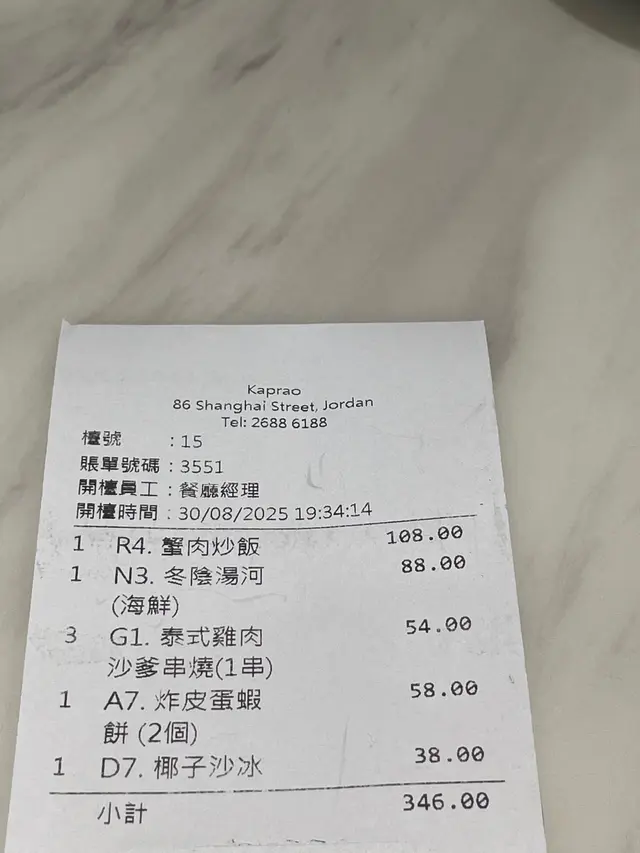 Kaprao
86 Shanghai Street, Jordan
Tel: 2688 6188
檯號 : 15
賬單號碼 : 3551
開檯員工 : 餐廳經理
開檯時間 : 30/08/2025 19:34:14
1 R4. 蟹肉炒飯 108.00
1 N3. 冬陰湯河 88.00
(海鮮)
3 G1. 泰式雞肉 54.00
沙爹串燒(1串)
1 A7. 炸皮蛋蝦 58.00
餅 (2個)
1 D7. 椰子沙冰 38.00
小計 346.00